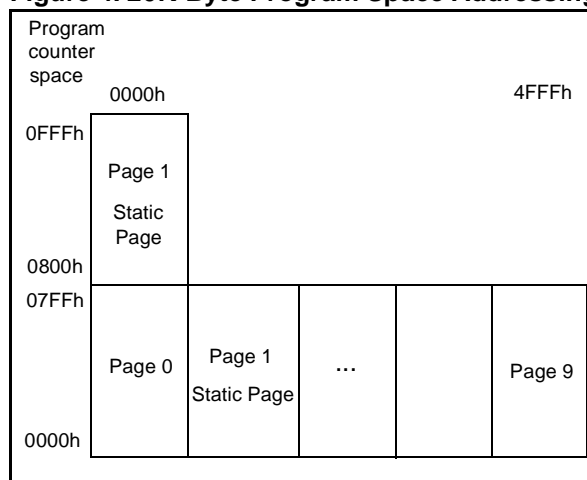 Figure 4. 20K-Byte Program Space Addressing
Program
counter
space
0000h
4FFFh
0FFFh
Page 1
Static
Page
0800h
07FFh
Page 0
Page 1
Static Page
...
Page 9
0000h